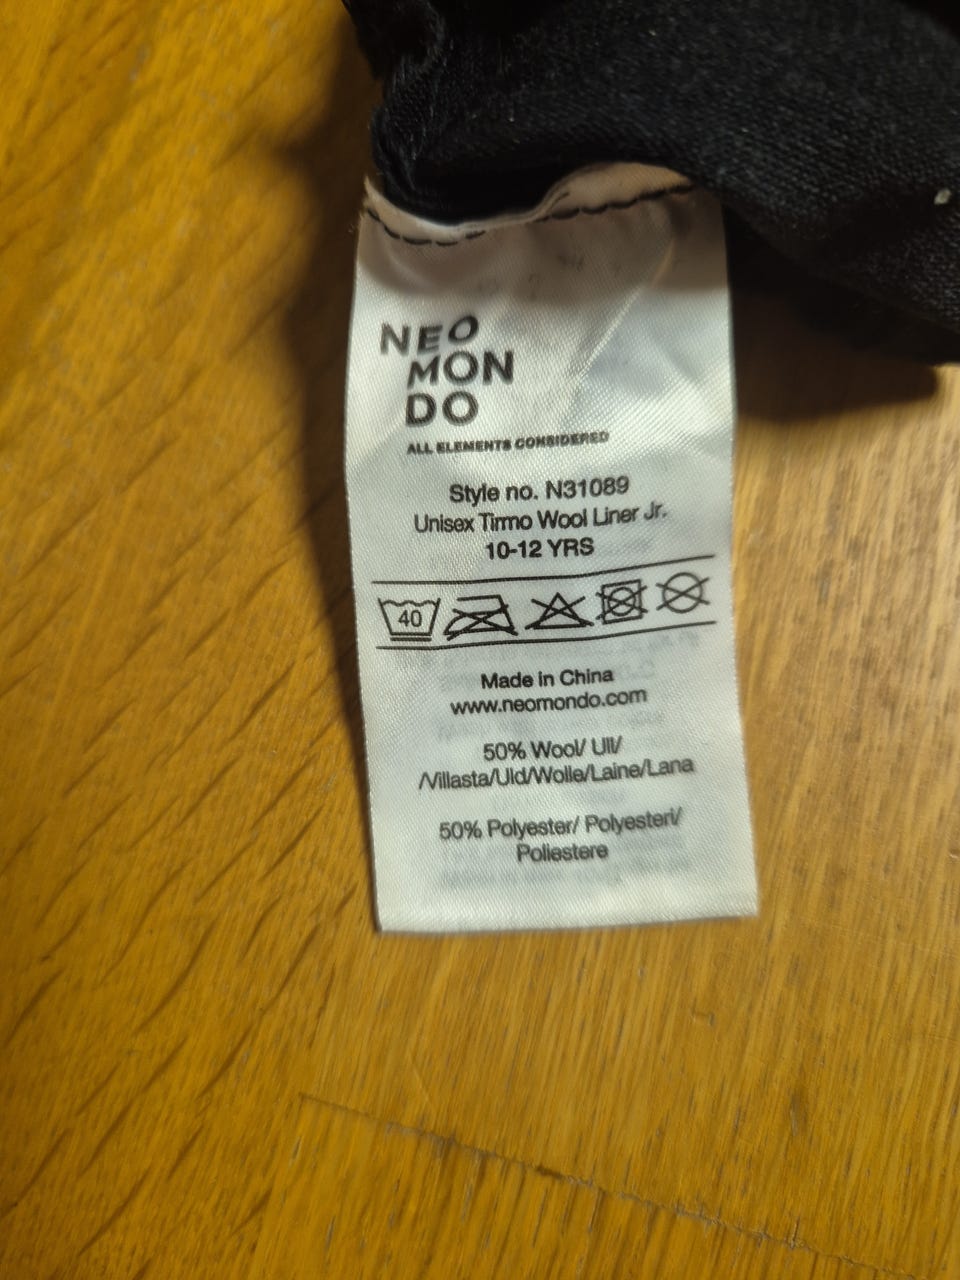 NEO
MON
DO
ALL ELEMENTS CONSIDERED
Style no. N31089
Unisex Tirmo Wool Liner Jr.
10-12 YRS
40
Made in China
www.neomondo.com
50% Wool/ Ull/
/Villasta/Uld/Wolle/Laine/Lana
50% Polyester/ Polyesteri/
Poliestere